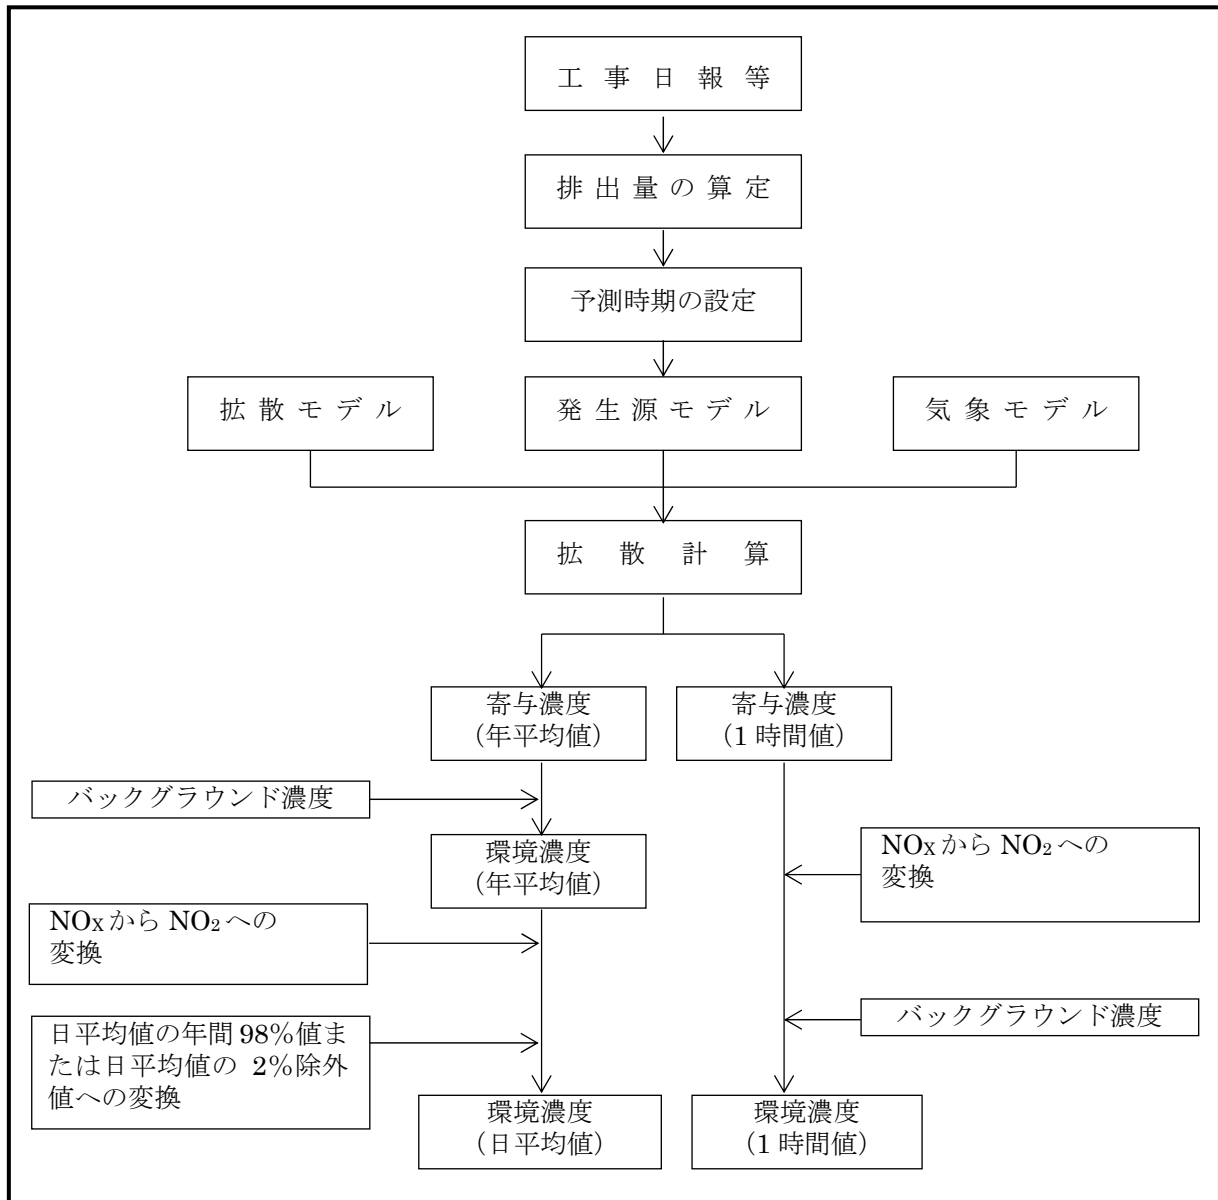 工事日報等
排出量の算定
予測時期の設定
拡散モデル
発生源モデル
気象モデル
拡散計算
寄与濃度
(年平均値)
寄与濃度
(1時間値)
バックグラウンド濃度
環境濃度
(年平均値)
NOxからNO₂への
変換
NOxからNO₂への
変換
バックグラウンド濃度
日平均値の年間98%値ま
たは日平均値の 2%除外
値への変換
環境濃度
(日平均値)
環境濃度
(1時間値)